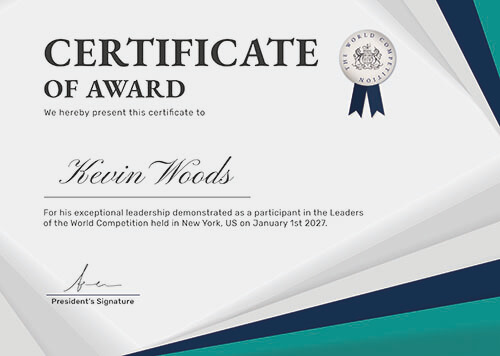 CERTIFICATE
OF AWARD
THE WORLD COMPETITION
We hereby present this certificate to
Kevin Woods
For his exceptional leadership demonstrated as a participant in the Leaders
of the World Competition held in New York, US on January 1st 2027.
President's Signature